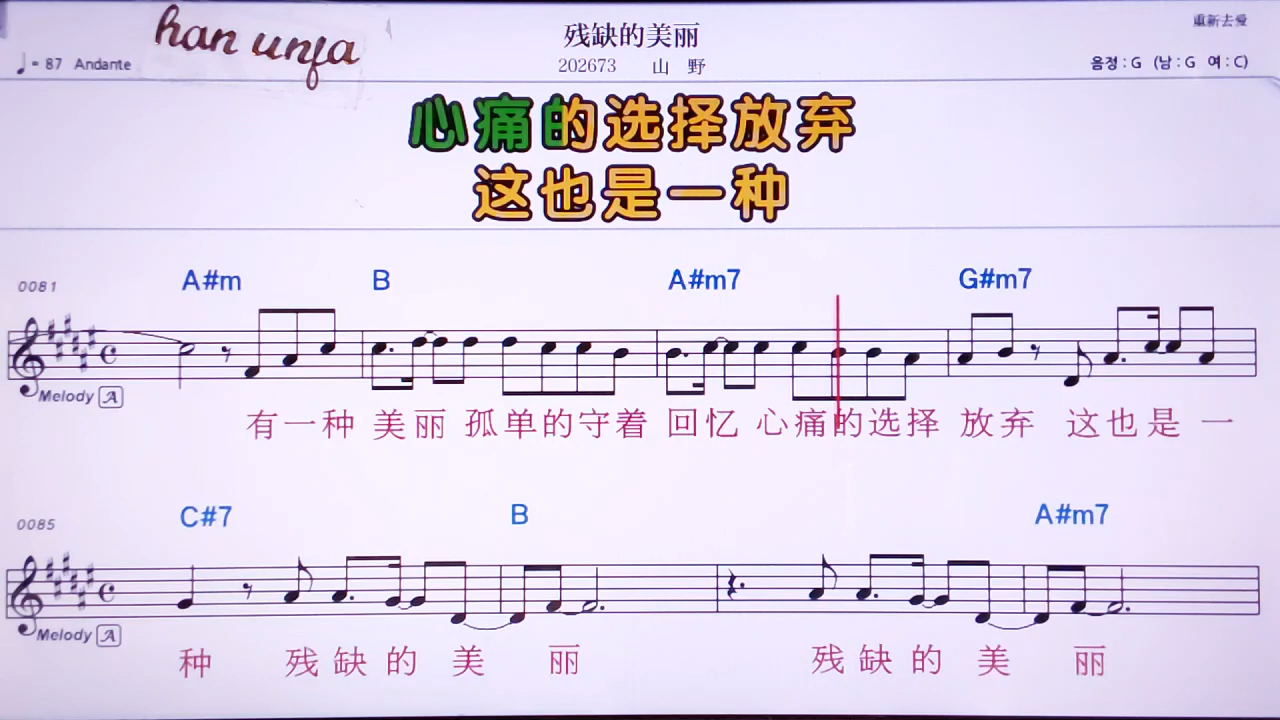 han unfa
残缺的美丽
重新去爱
♩= 87 Andante
202673 山 野
음정 : G (남 : G 여 : C)
心痛的选择放弃
这也是一种
0081
A#m B A#m7 G#m7
Melody A
有一种 美丽 孤单的守着 回忆 心痛的选择 放弃 这也是一
0085
C#7 B A#m7
Melody A
种 残缺的 美 丽 残缺的 美 丽